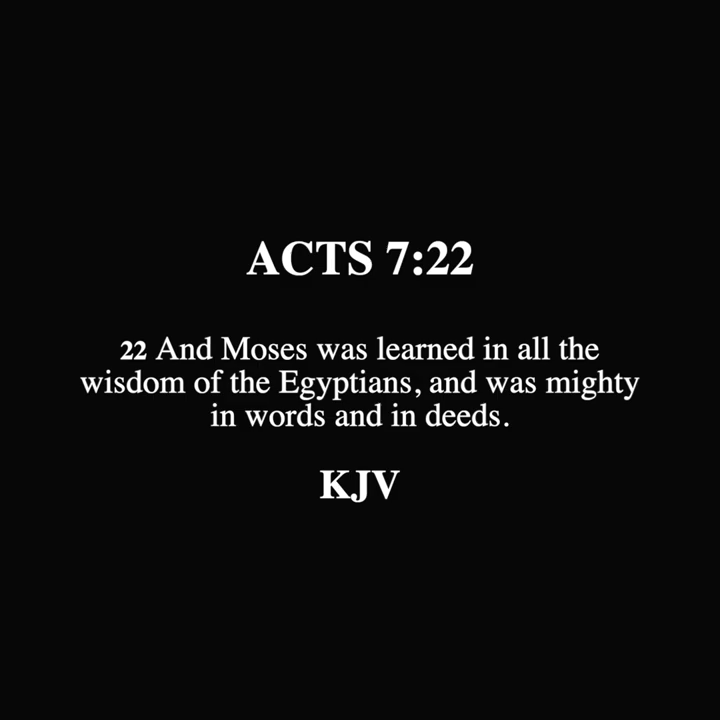 ACTS 7:22
22 And Moses was learned in all the
wisdom of the Egyptians, and was mighty
in words and in deeds.
KJV